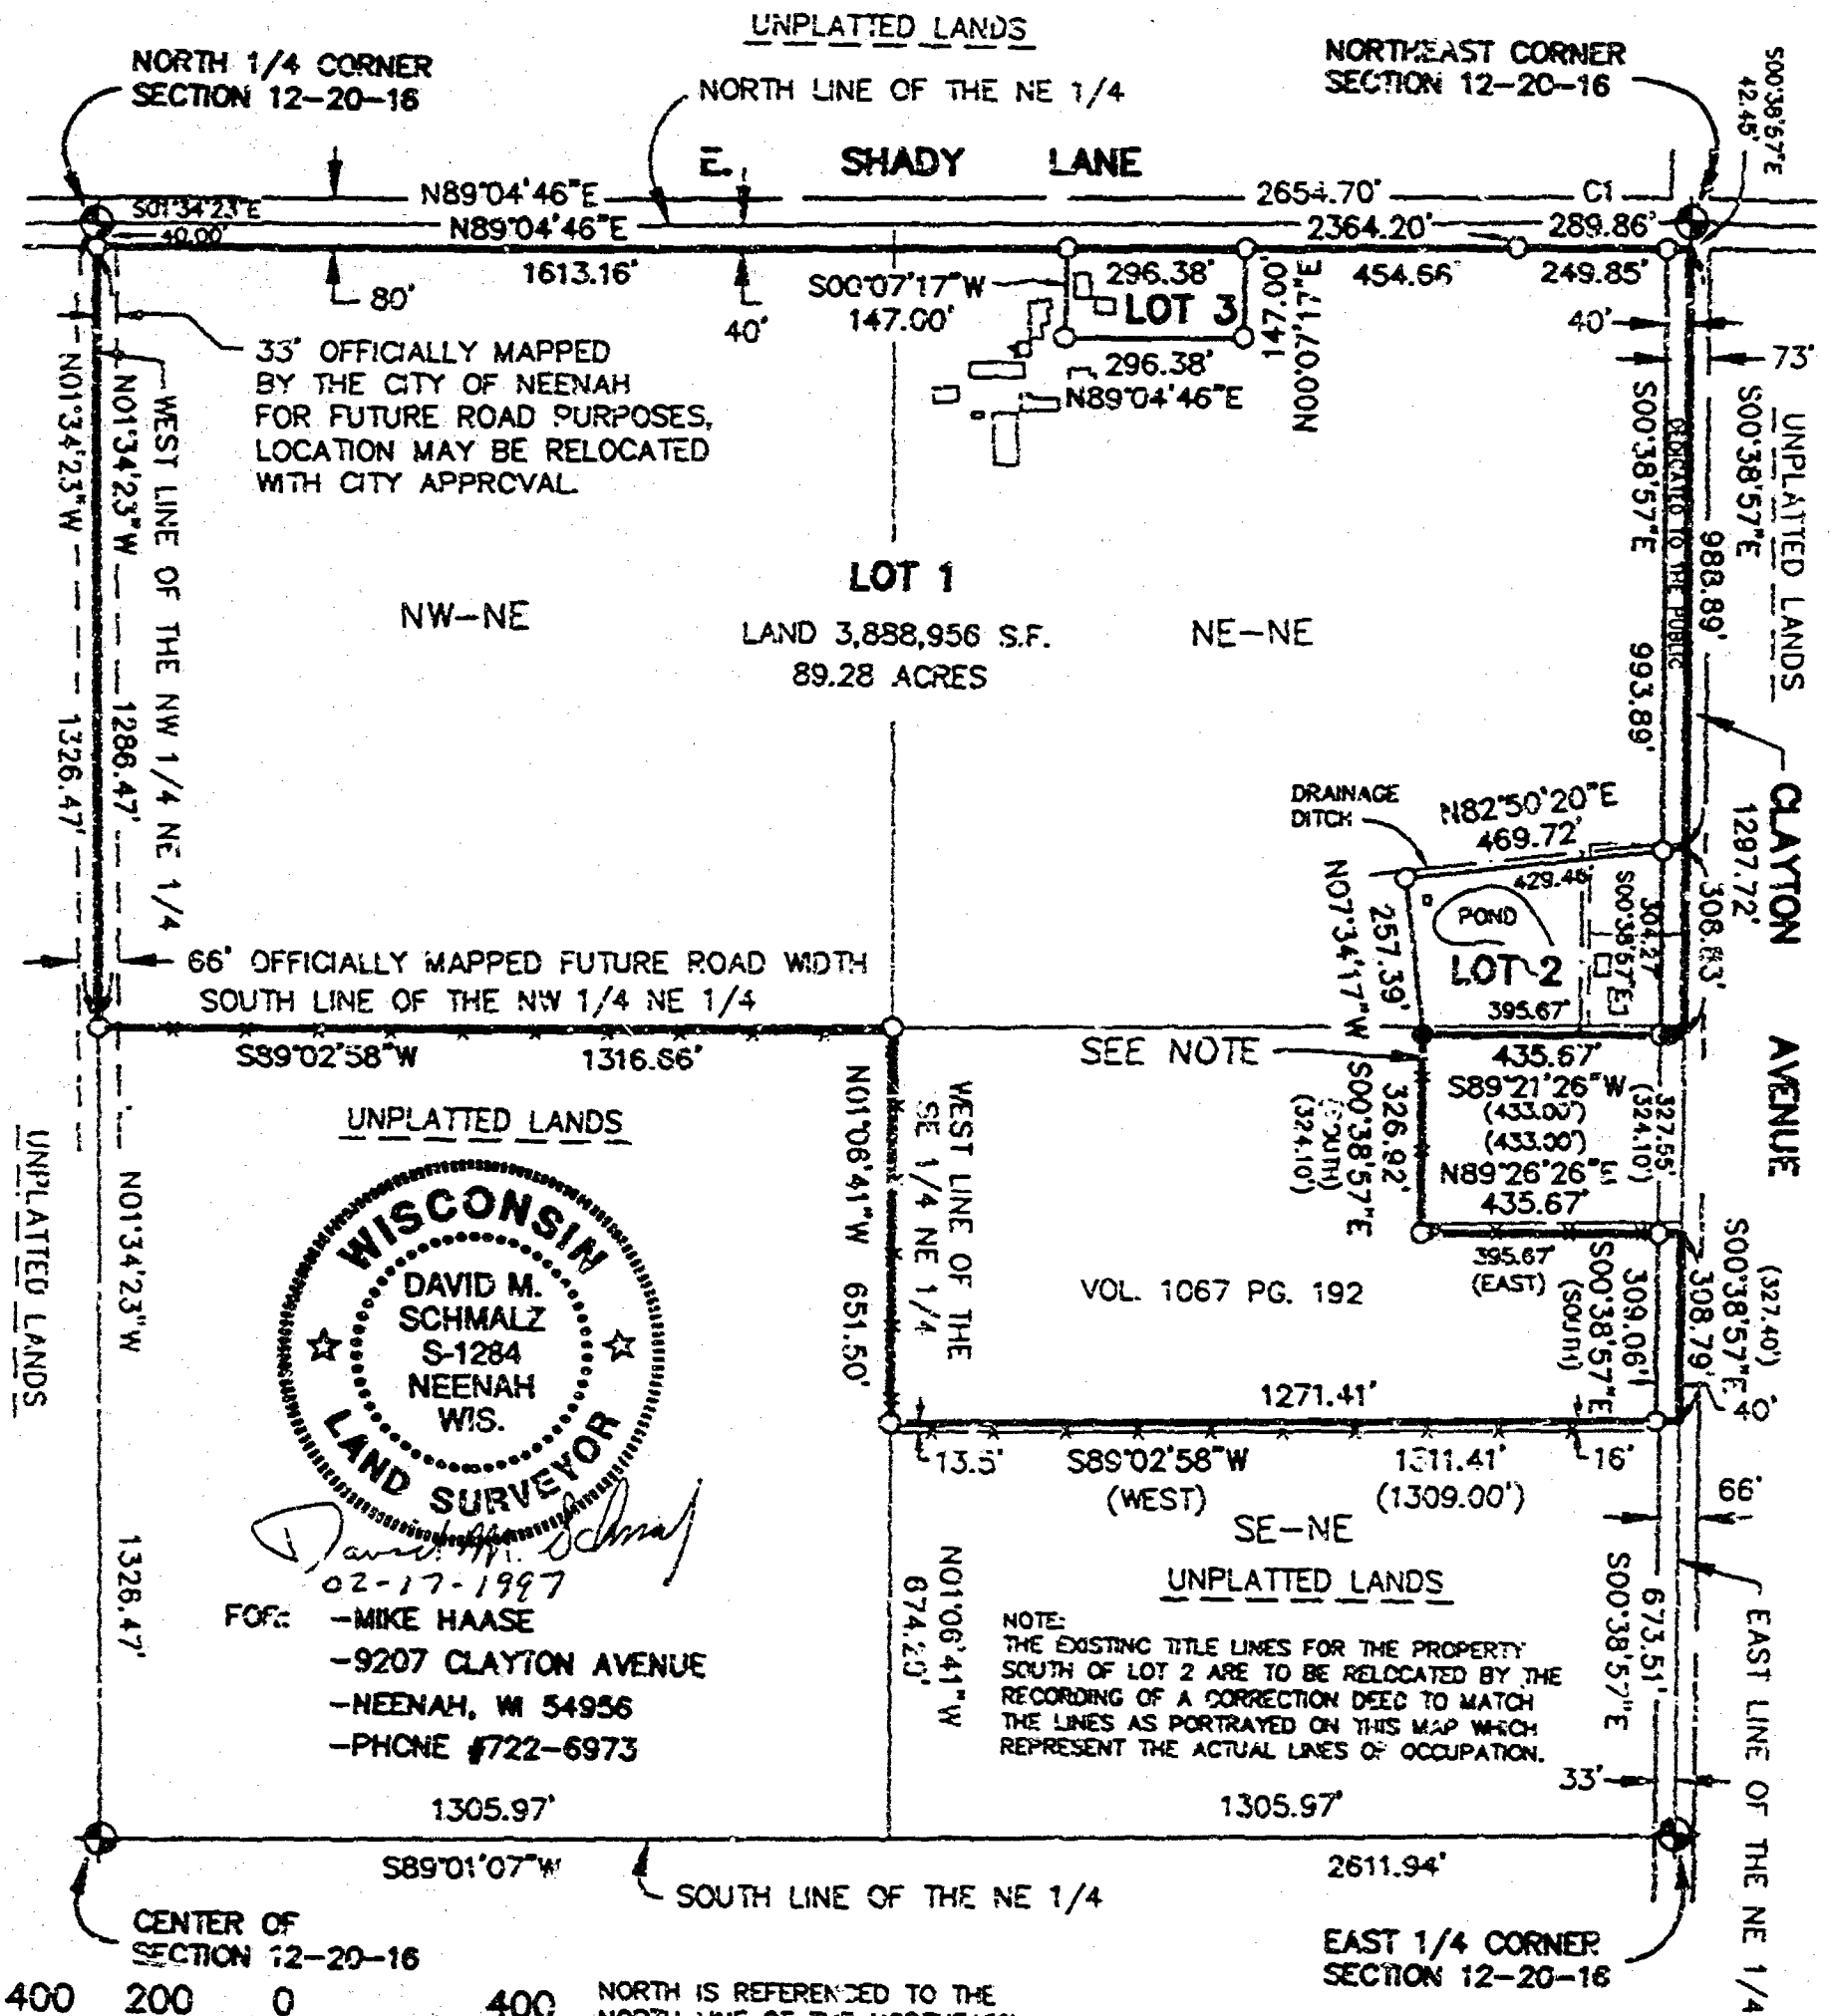 UNPLATTED LANDS
NORTH 1/4 CORNER
SECTION 12-20-16
NORTH LINE OF THE NE 1/4
NORTHEAST CORNER
SECTION 12-20-16
S00°38'57"E
42.45'
E. SHADY LANE
S01°34'23"E
40.00'
N89°04'46"E
2654.70'
C1
N89°04'46"E
2364.20'
289.86'
1613.16'
296.38'
454.66'
249.85'
80'
40'
S00°07'17"W
147.00'
LOT 3
147.00'
N00°07'17"E
296.38'
N89°04'46"E
40'
73'
33' OFFICIALLY MAPPED
BY THE CITY OF NEENAH
FOR FUTURE ROAD PURPOSES,
LOCATION MAY BE RELOCATED
WITH CITY APPROVAL.
N01°34'23"W
1326.47'
N01°34'23"W
1286.47'
WEST LINE OF THE NW 1/4 NE 1/4
S00°38'57"E
993.89'
DEDICATED TO THE PUBLIC
988.89'
S00°38'57"E
1297.72'
UNPLATTED LANDS
CLAYTON AVENUE
LOT 1
LAND 3,888,956 S.F.
89.28 ACRES
NW-NE
NE-NE
DRAINAGE
DITCH
N82°50'20"E
469.72'
429.46'
POND
LOT 2
395.67'
S00°38'57"E
304.27'
N07°34'17"W
257.39'
66' OFFICIALLY MAPPED FUTURE ROAD WIDTH
SOUTH LINE OF THE NW 1/4 NE 1/4
S89°02'58"W
1316.86'
SEE NOTE
435.67'
S89°21'26"W
(433.00')
(433.00')
N89°26'26"E
435.67'
327.55'
(324.10')
S00°38'57"E
326.92'
(SOUTH)
(324.10')
395.67'
(EAST)
N01°06'41"W 651.50'
WEST LINE OF THE
SE 1/4 NE 1/4
VOL. 1067 PG. 192
309.06'
S00°38'57"E
(SOUTH)
308.79'
S00°38'57"E
(327.40')
40'
1271.41'
13.5'
S89°02'58"W
(WEST)
1311.41'
(1309.00')
16'
66'
SE-NE
UNPLATTED LANDS
UNPLATTED LANDS
UNPLATTED LANDS
N01°34'23"W
1326.47'
WISCONSIN
DAVID M.
SCHMALZ
S-1284
NEENAH
WIS.
LAND SURVEYOR
David M. Schmalz
02-17-1997
FOR: -MIKE HAASE
-9207 CLAYTON AVENUE
-NEENAH, WI 54956
-PHONE #722-6973
N01°06'41"W
674.20'
NOTE:
THE EXISTING TITLE LINES FOR THE PROPERTY
SOUTH OF LOT 2 ARE TO BE RELOCATED BY THE
RECORDING OF A CORRECTION DEED TO MATCH
THE LINES AS PORTRAYED ON THIS MAP WHICH
REPRESENT THE ACTUAL LINES OF OCCUPATION.
673.51'
S00°38'57"E
EAST LINE OF THE NE 1/4
33'
1305.97'
1305.97'
S89°01'07"W
2611.94'
SOUTH LINE OF THE NE 1/4
CENTER OF
SECTION 12-20-16
EAST 1/4 CORNER
SECTION 12-20-16
400 200 0 400
NORTH IS REFERENCED TO THE
NORTH LINE OF THE